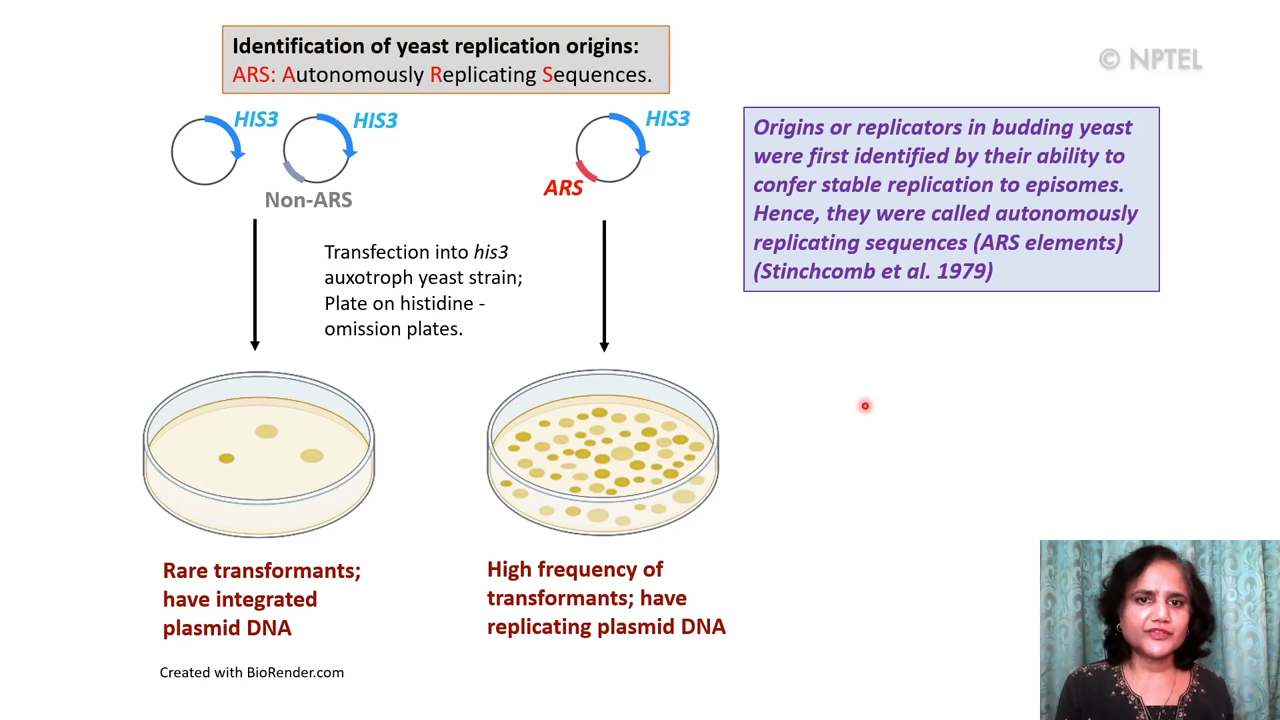 Identification of yeast replication origins:
ARS: Autonomously Replicating Sequences.
© NPTEL
HIS3
HIS3
Non-ARS
HIS3
ARS
Origins or replicators in budding yeast
were first identified by their ability to
confer stable replication to episomes.
Hence, they were called autonomously
replicating sequences (ARS elements)
(Stinchcomb et al. 1979)
Transfection into his3
auxotroph yeast strain;
Plate on histidine -
omission plates.
Rare transformants;
have integrated
plasmid DNA
High frequency of
transformants; have
replicating plasmid DNA
Created with BioRender.com